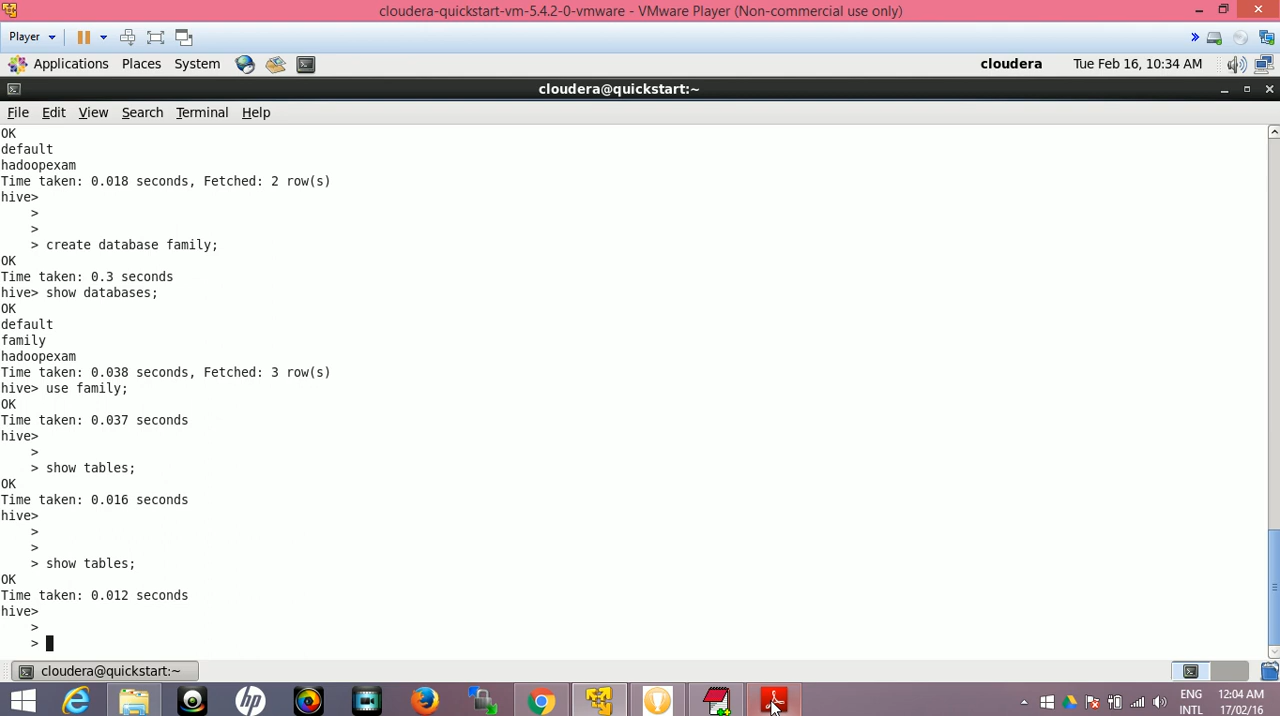 cloudera-quickstart-vm-5.4.2-0-vmware - VMware Player (Non-commercial use only)
Player
Applications Places System cloudera Tue Feb 16, 10:34 AM
cloudera@quickstart:~
File Edit View Search Terminal Help
OK
default
hadoopexam
Time taken: 0.018 seconds, Fetched: 2 row(s)
hive>
>
>
> create database family;
OK
Time taken: 0.3 seconds
hive> show databases;
OK
default
family
hadoopexam
Time taken: 0.038 seconds, Fetched: 3 row(s)
hive> use family;
OK
Time taken: 0.037 seconds
hive>
>
> show tables;
OK
Time taken: 0.016 seconds
hive>
>
>
> show tables;
OK
Time taken: 0.012 seconds
hive>
>
>
cloudera@quickstart:~
ENG 12:04 AM
INTL 17/02/16